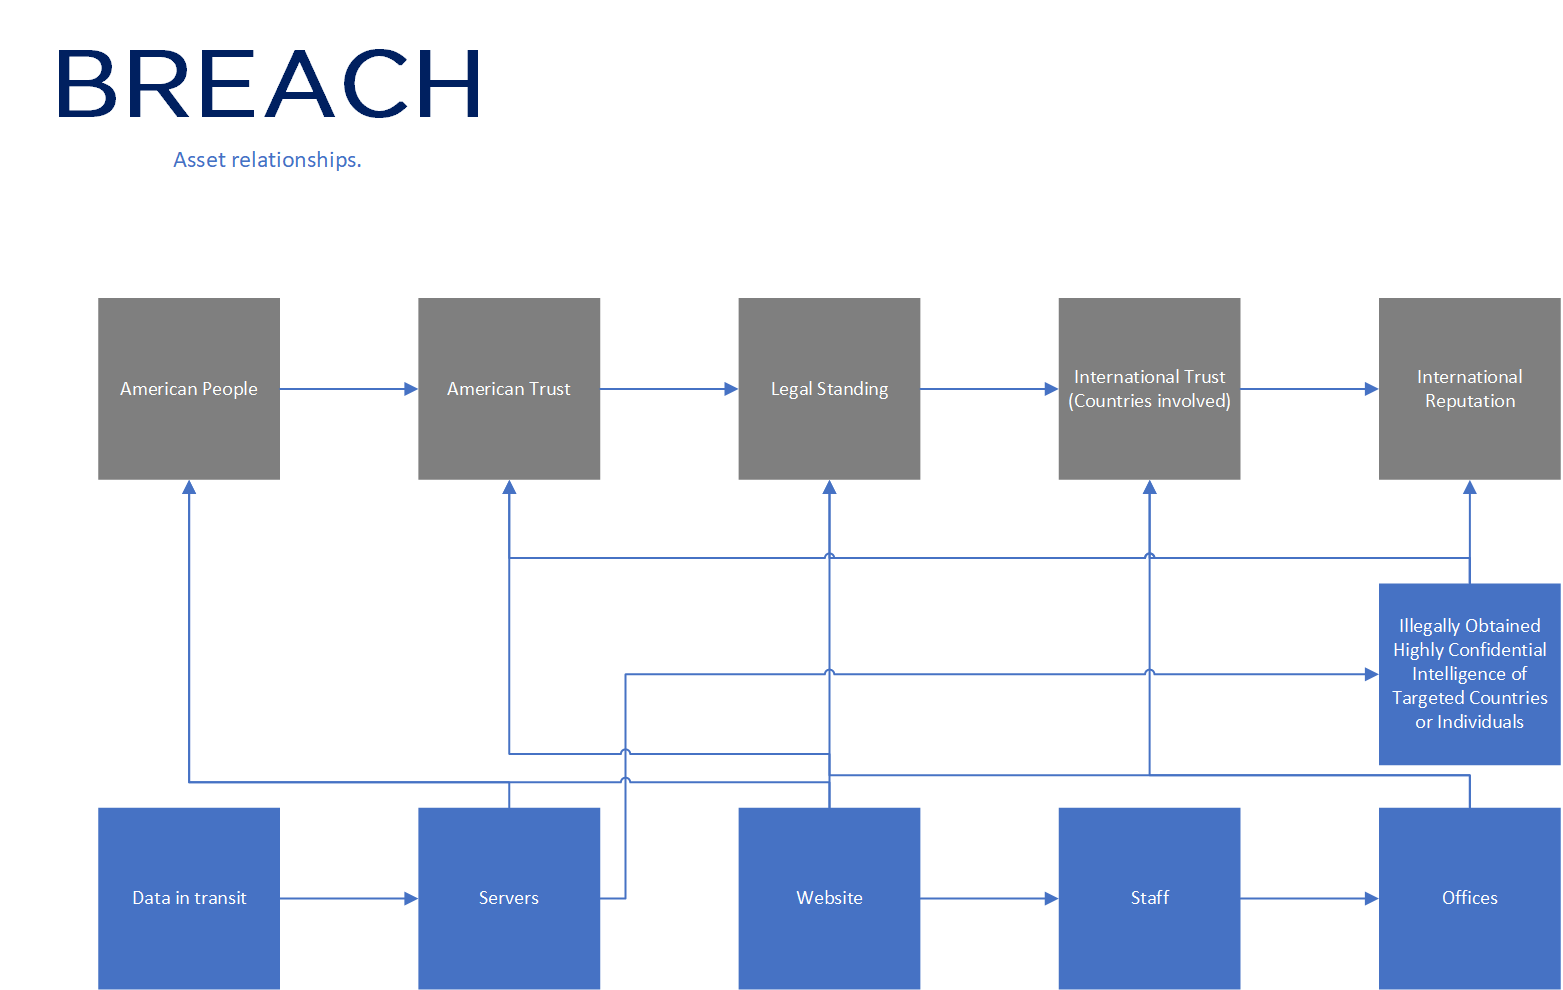 BREACH
Asset relationships.
American People
American Trust
Legal Standing
International Trust
(Countries involved)
International
Reputation
Illegally Obtained
Highly Confidential
Intelligence of
Targeted Countries
or Individuals
Data in transit
Servers
Website
Staff
Offices